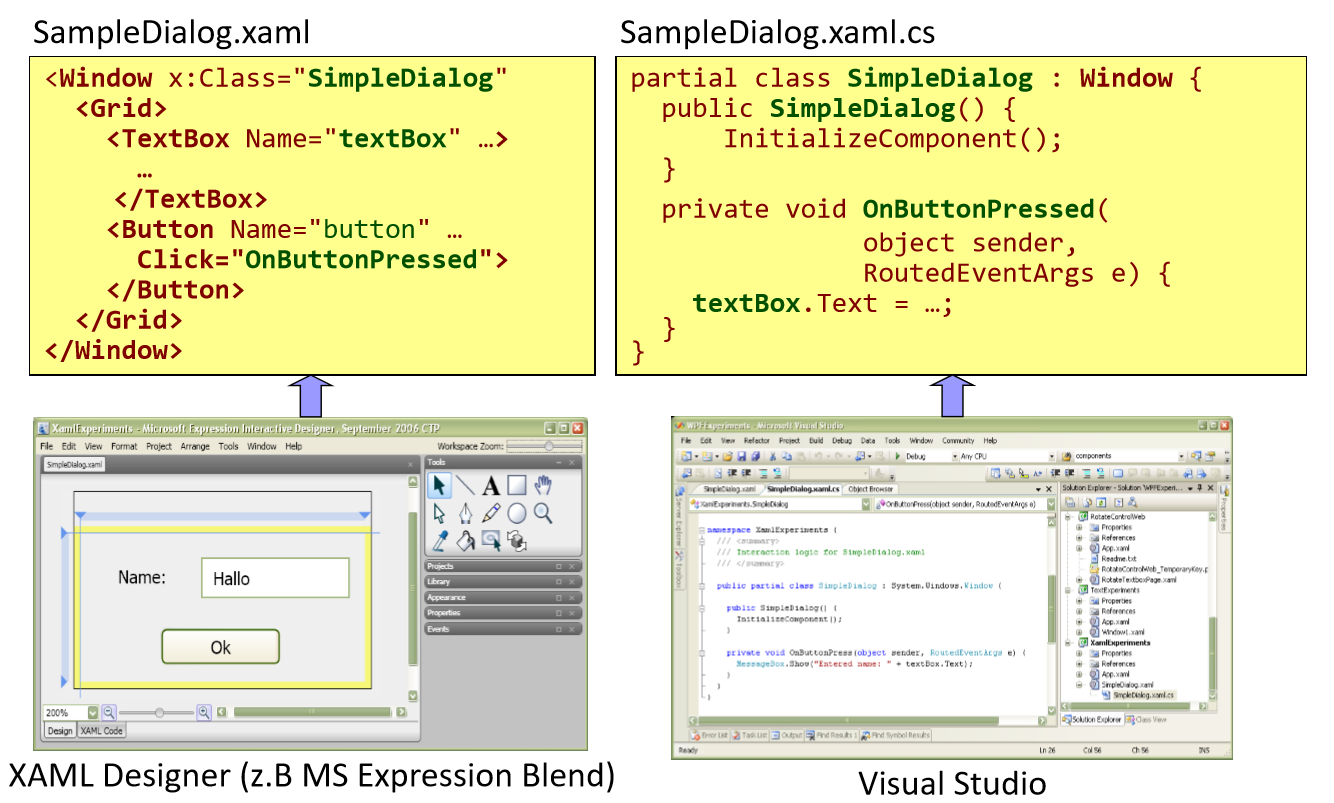 SampleDialog.xaml
<Window x:Class="SimpleDialog"
<Grid>
<TextBox Name="textBox" …>
…
</TextBox>
<Button Name="button" …
Click="OnButtonPressed">
</Button>
</Grid>
</Window>
SampleDialog.xaml.cs
partial class SimpleDialog : Window {
public SimpleDialog() {
InitializeComponent();
}
private void OnButtonPressed(
object sender,
RoutedEventArgs e) {
textBox.Text = …;
}
}
XamlExperiments - Microsoft Expression Interactive Designer, September 2006 CTP
File Edit View Format Project Arrange Tools Window Help
Workspace Zoom:
SimpleDialog.xaml
Tools
A
Name:
Hallo
Ok
Projects
Library
Appearance
Properties
Events
200%
Design XAML Code
XAML Designer (z.B MS Expression Blend)
WPFExperiments - Microsoft Visual Studio
File Edit View Refactor Project Build Debug Data Tools Window Community Help
Debug Any CPU components
SimpleDialog.xaml SimpleDialog.xaml.cs Object Browser
XamlExperiments.SimpleDialog
OnButtonPress(object sender, RoutedEventArgs e)
Server Explorer
Toolbox
namespace XamlExperiments {
/// <summary>
/// Interaction logic for SimpleDialog.xaml
/// </summary>
public partial class SimpleDialog : System.Windows.Window {
public SimpleDialog() {
InitializeComponent();
}
private void OnButtonPress(object sender, RoutedEventArgs e) {
MessageBox.Show("Entered name: " + textBox.Text);
}
}
}
Solution Explorer - Solution 'WPFExperi...
RotateControlWeb
Properties
References
App.xaml
Readme.txt
RotateControlWeb_TemporaryKey.p
RotateTextboxPage.xaml
TextExperiments
Properties
References
App.xaml
Window1.xaml
XamlExperiments
Properties
References
App.xaml
SimpleDialog.xaml
SimpleDialog.xaml.cs
Solution Explorer Class View
Properties
Error List Task List Output Find Results 1 Find Symbol Results
Ready Ln 26 Col 56 Ch 56 INS
Visual Studio